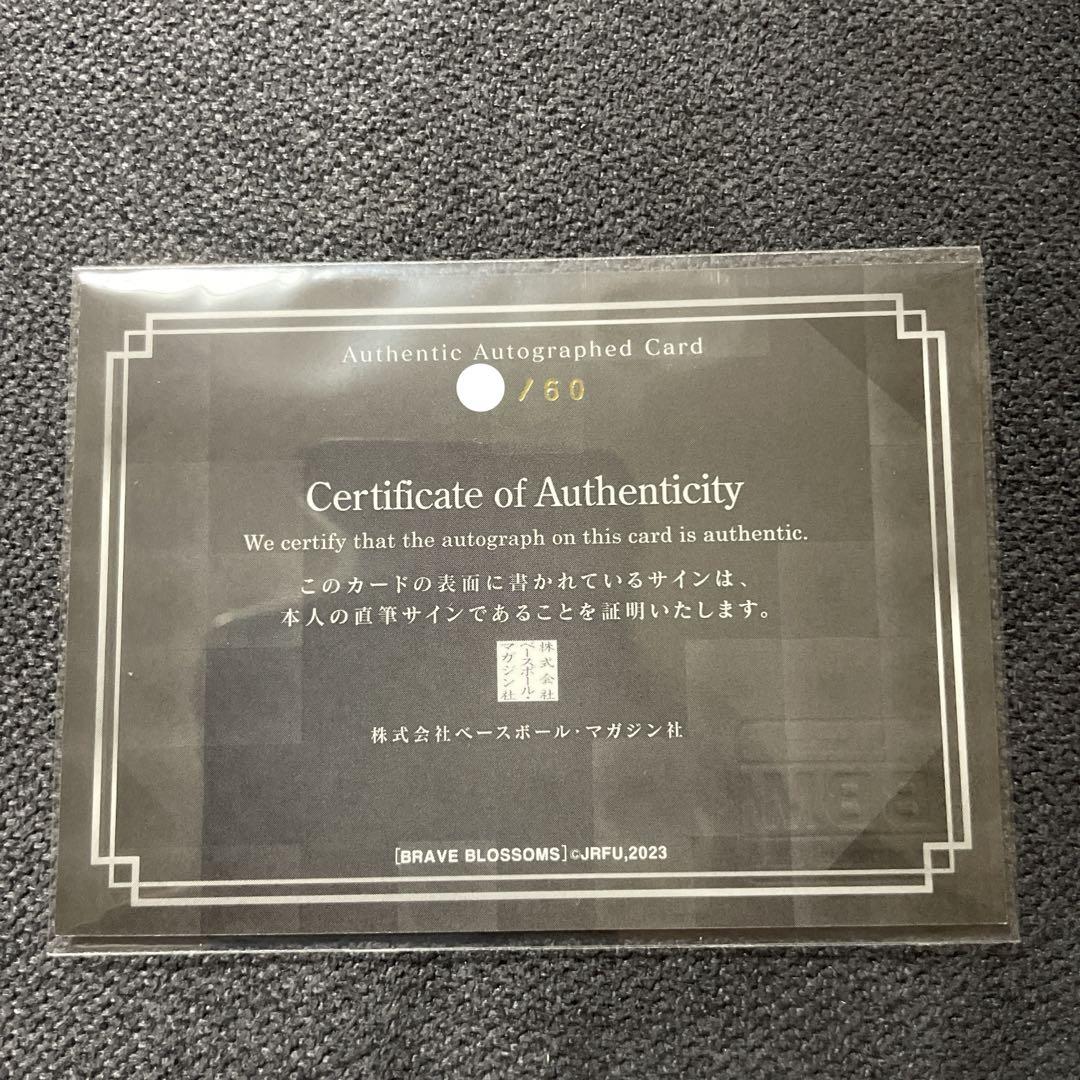 Authentic Autographed Card
/60
Certificate of Authenticity
We certify that the autograph on this card is authentic.
このカードの表面に書かれているサインは、
本人の直筆サインであることを証明いたします。
株式会社
ベースボール・
マガジン社
株式会社ベースボール・マガジン社
[BRAVE BLOSSOMS]©JRFU,2023